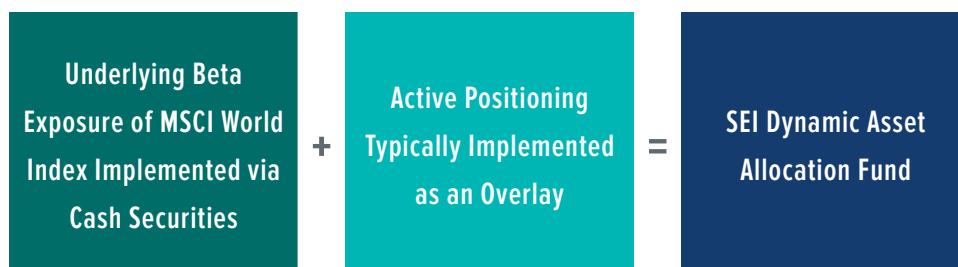 Underlying Beta
Exposure of MSCI World
Index Implemented via
Cash Securities
+
Active Positioning
Typically Implemented
as an Overlay
=
SEI Dynamic Asset
Allocation Fund